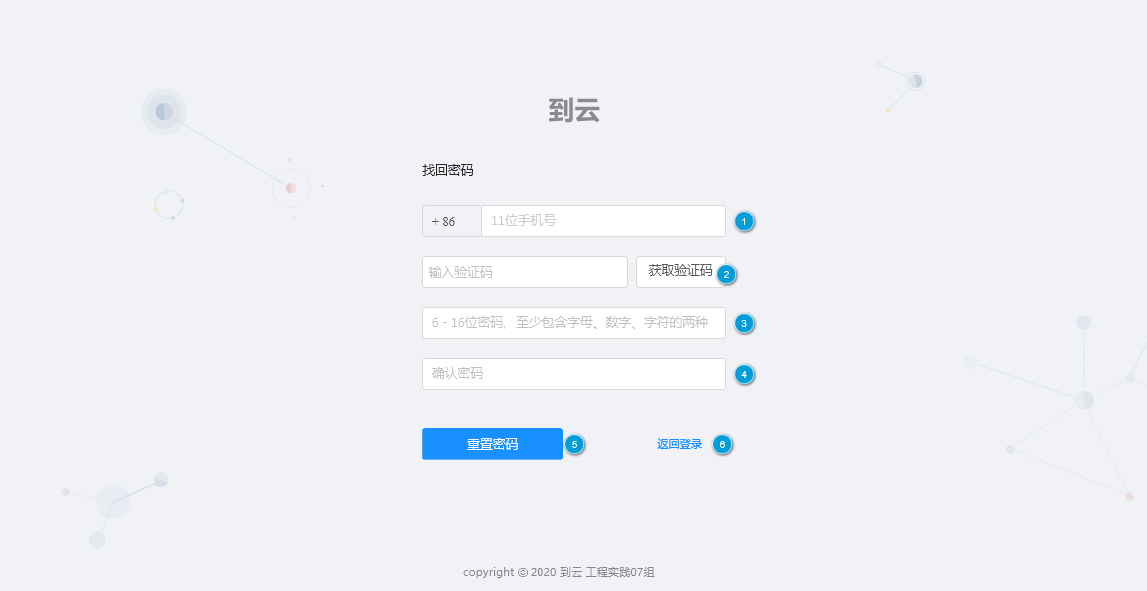 到云
找回密码
+ 86 11位手机号 1
输入验证码 获取验证码 2
6 - 16位密码，至少包含字母、数字、字符的两种 3
确认密码 4
重置密码 5 返回登录 6
copyright © 2020 到云 工程实践07组